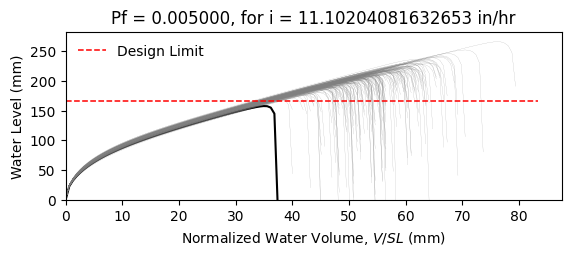 Pf = 0.005000, for i = 11.10204081632653 in/hr
Design Limit
Water Level (mm)
250
200
150
100
50
0
0 10 20 30 40 50 60 70 80
Normalized Water Volume, V/SL (mm)